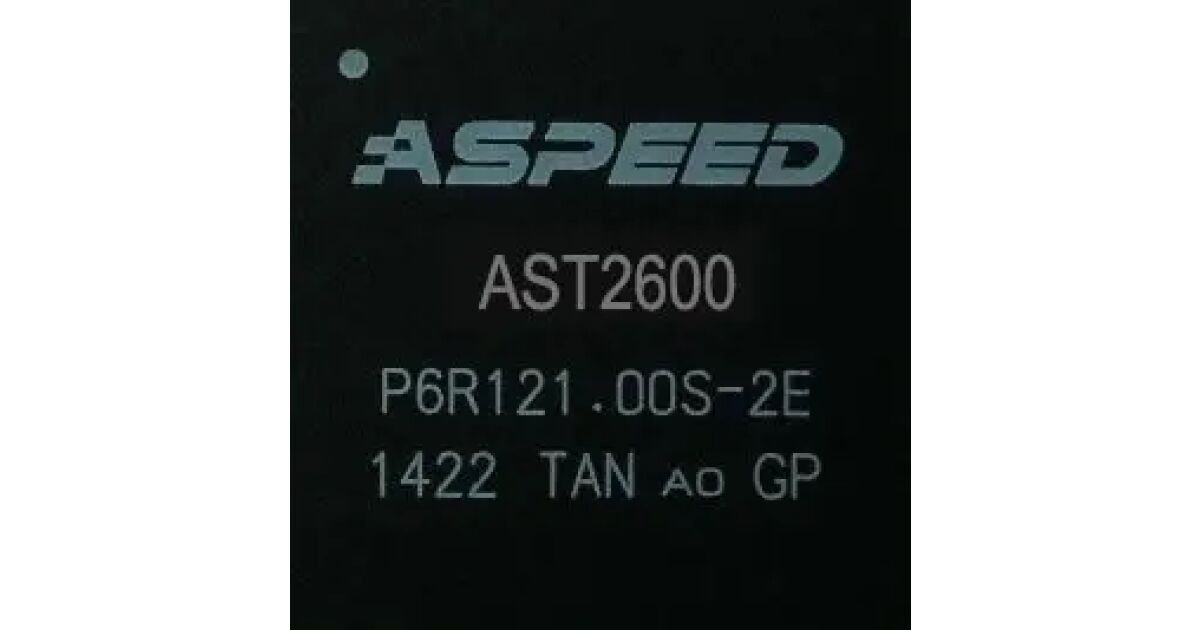 ASPEED
AST2600
P6R121.00S-2E
1422 TAN A0 GP